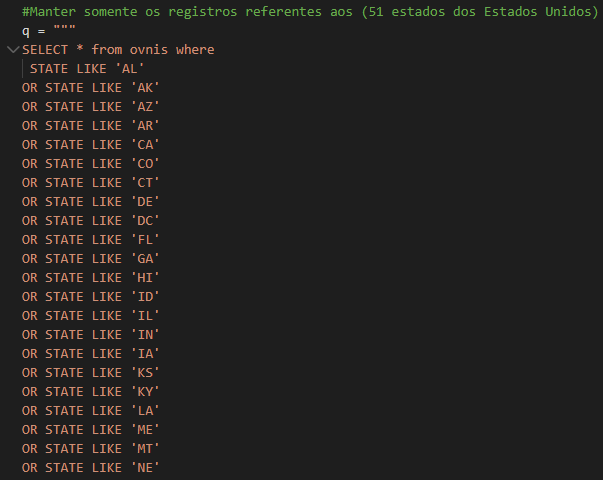 #Manter somente os registros referentes aos (51 estados dos Estados Unidos)
q = """
SELECT * from ovnis where
STATE LIKE 'AL'
OR STATE LIKE 'AK'
OR STATE LIKE 'AZ'
OR STATE LIKE 'AR'
OR STATE LIKE 'CA'
OR STATE LIKE 'CO'
OR STATE LIKE 'CT'
OR STATE LIKE 'DE'
OR STATE LIKE 'DC'
OR STATE LIKE 'FL'
OR STATE LIKE 'GA'
OR STATE LIKE 'HI'
OR STATE LIKE 'ID'
OR STATE LIKE 'IL'
OR STATE LIKE 'IN'
OR STATE LIKE 'IA'
OR STATE LIKE 'KS'
OR STATE LIKE 'KY'
OR STATE LIKE 'LA'
OR STATE LIKE 'ME'
OR STATE LIKE 'MT'
OR STATE LIKE 'NE'